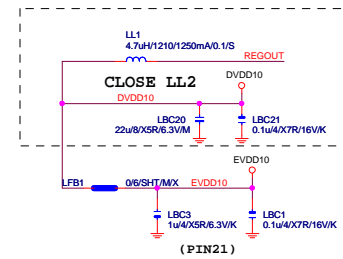 LL1
4.7uH/1210/1250mA/0.1/S
REGOUT
CLOSE LL2
DVDD10
DVDD10
LBC20
22u/8/X5R/6.3V/M
LBC21
0.1u/4/X7R/16V/K
EVDD10
LFB1
0/6/SHT/M/X
EVDD10
LBC3
1u/4/X5R/6.3V/K
LBC1
0.1u/4/X7R/16V/K
(PIN21)